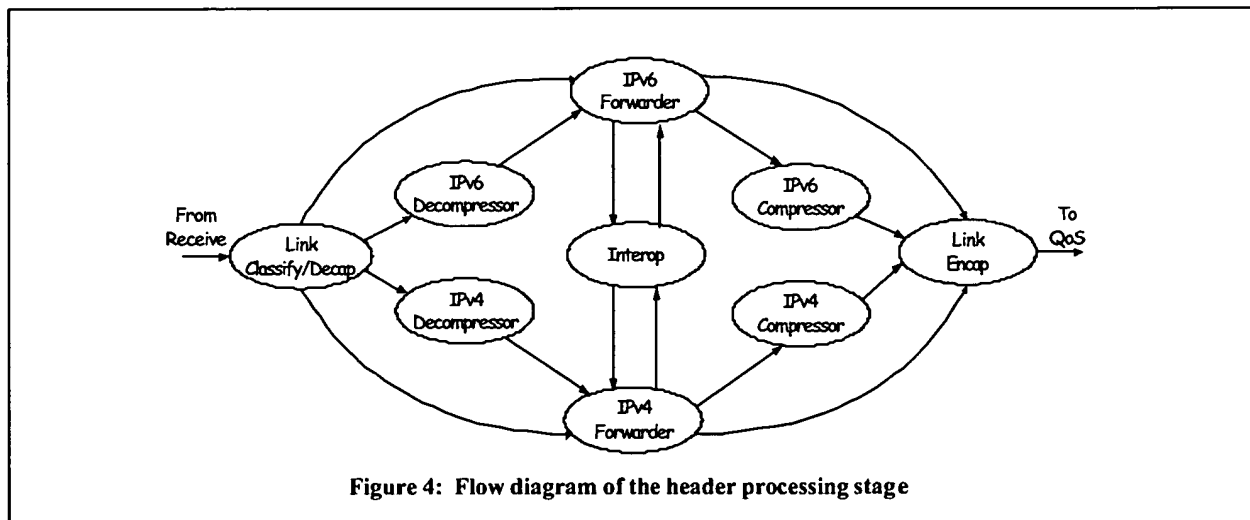 IPv6
Forwarder
IPv6
Decompressor
IPv6
Compressor
From
Receive
To
QoS
Link
Classify/Decap
Interop
Link
Encap
IPv4
Decompressor
IPv4
Compressor
IPv4
Forwarder
Figure 4: Flow diagram of the header processing stage